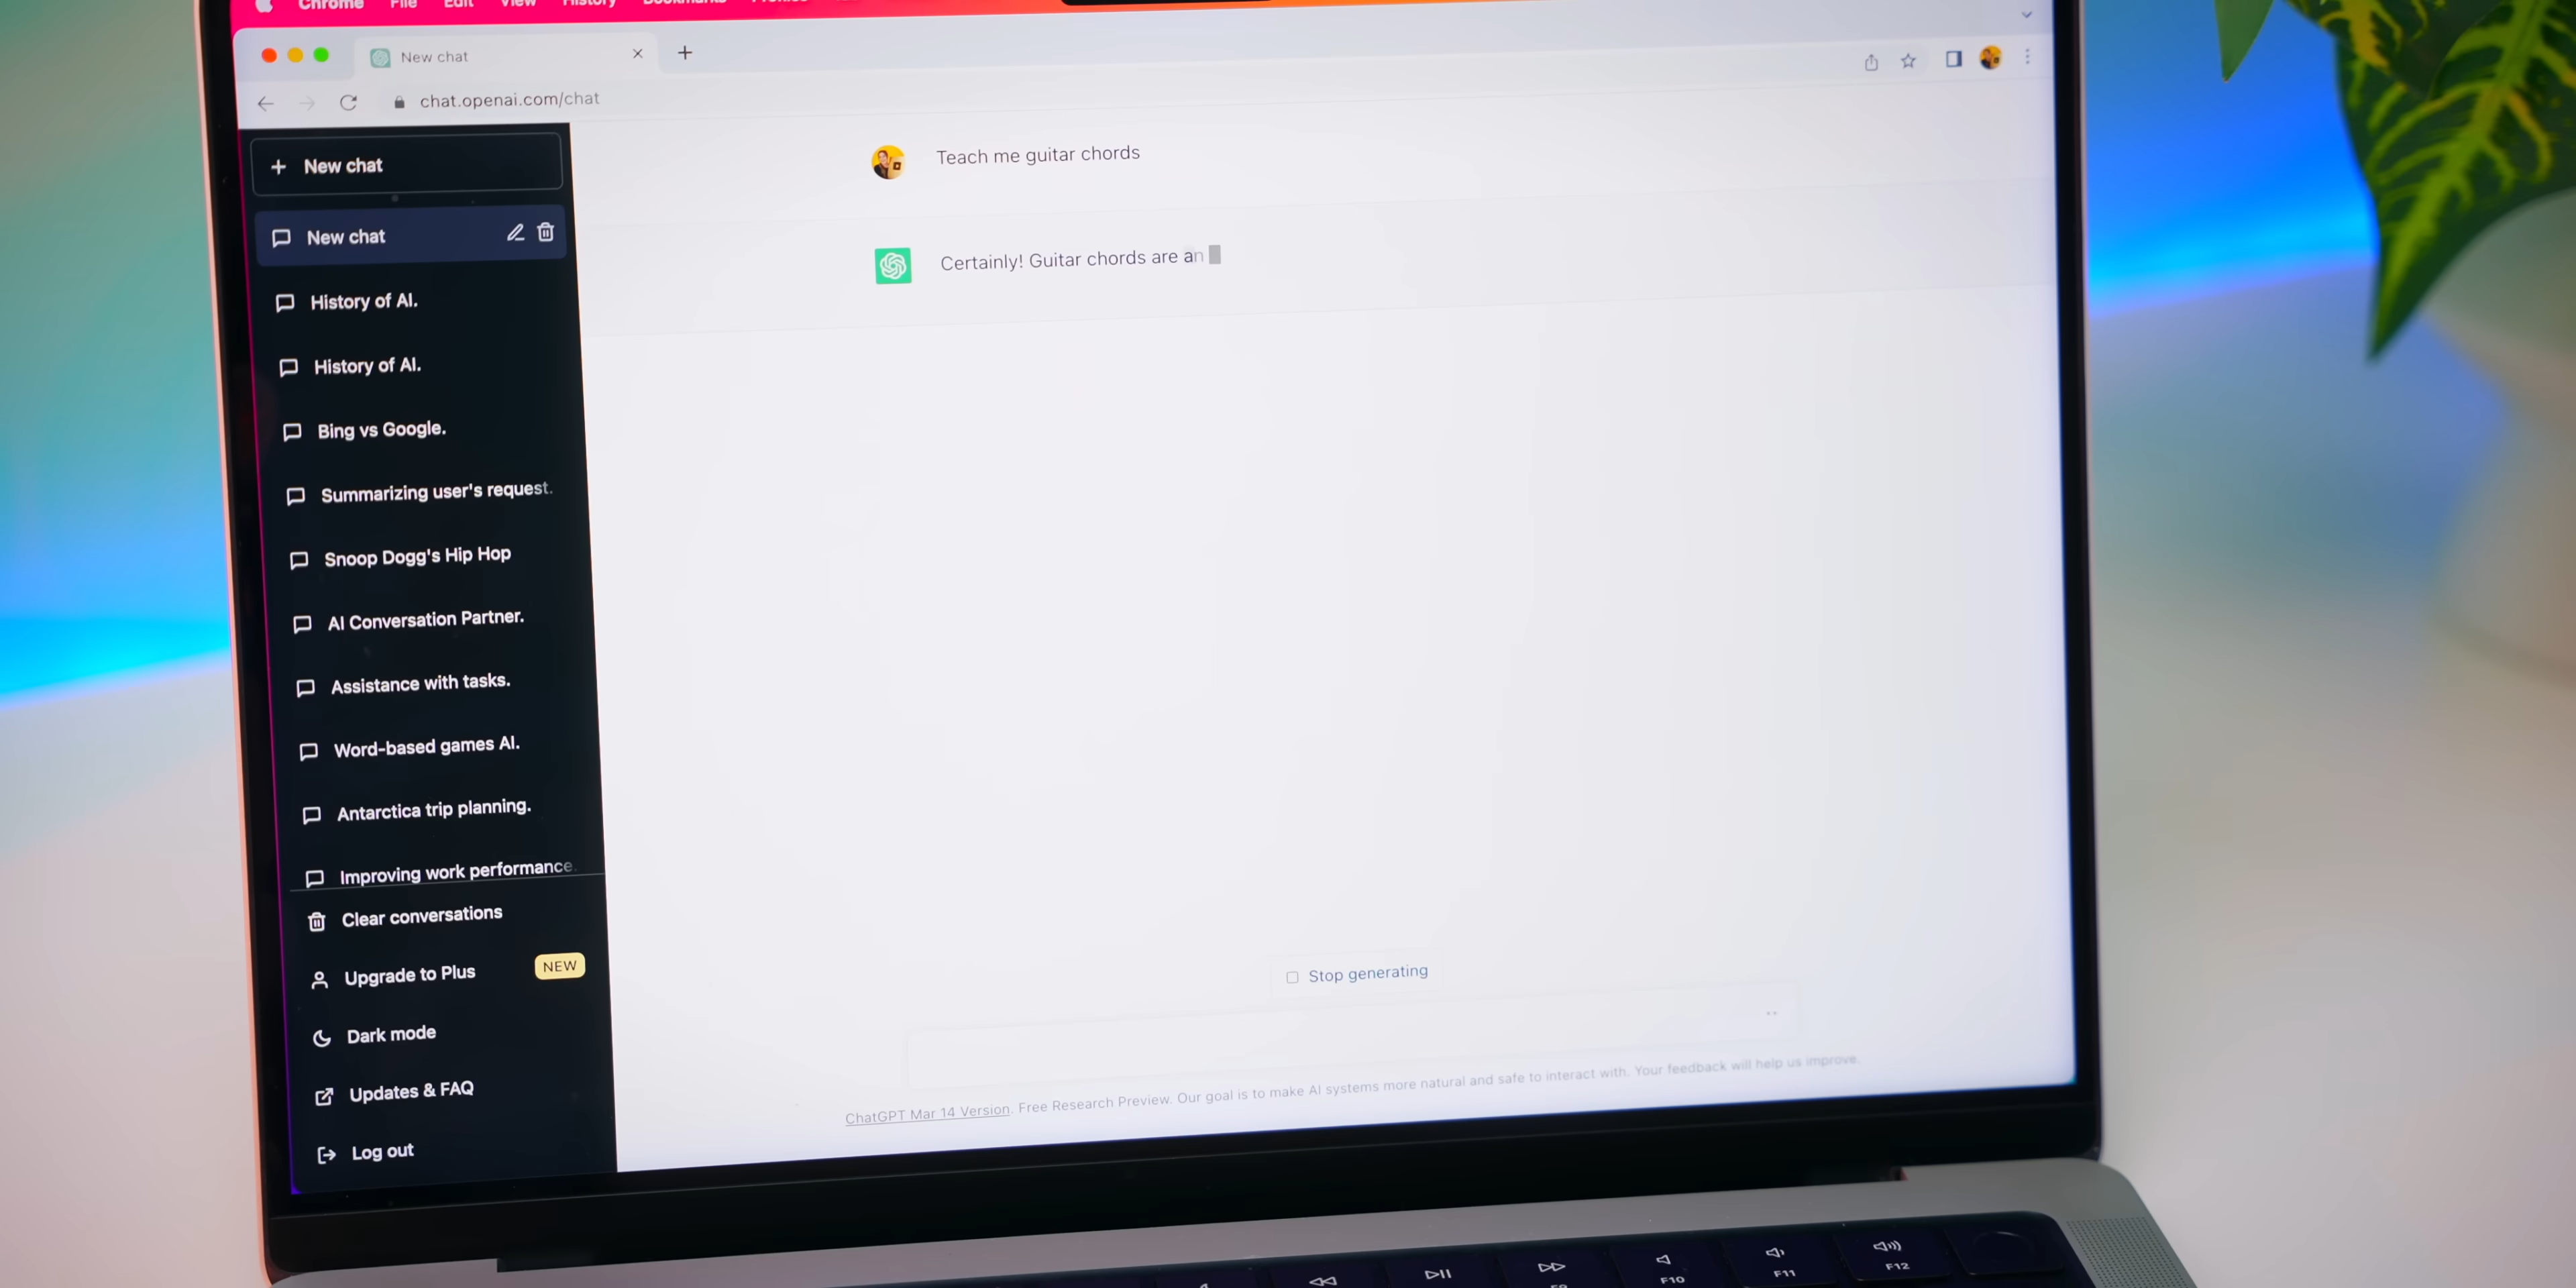 Chrome File Edit View History Bookmarks
New chat
chat.openai.com/chat
New chat
New chat
History of AI.
History of AI.
Bing vs Google.
Summarizing user's request.
Snoop Dogg's Hip Hop
AI Conversation Partner.
Assistance with tasks.
Word-based games AI.
Antarctica trip planning.
Improving work performance.
Clear conversations
Upgrade to Plus NEW
Dark mode
Updates & FAQ
Log out
Teach me guitar chords
Certainly! Guitar chords are an
Stop generating
ChatGPT Mar 14 Version. Free Research Preview. Our goal is to make AI systems more natural and safe to interact with. Your feedback will help us improve.
F10 F11 F12